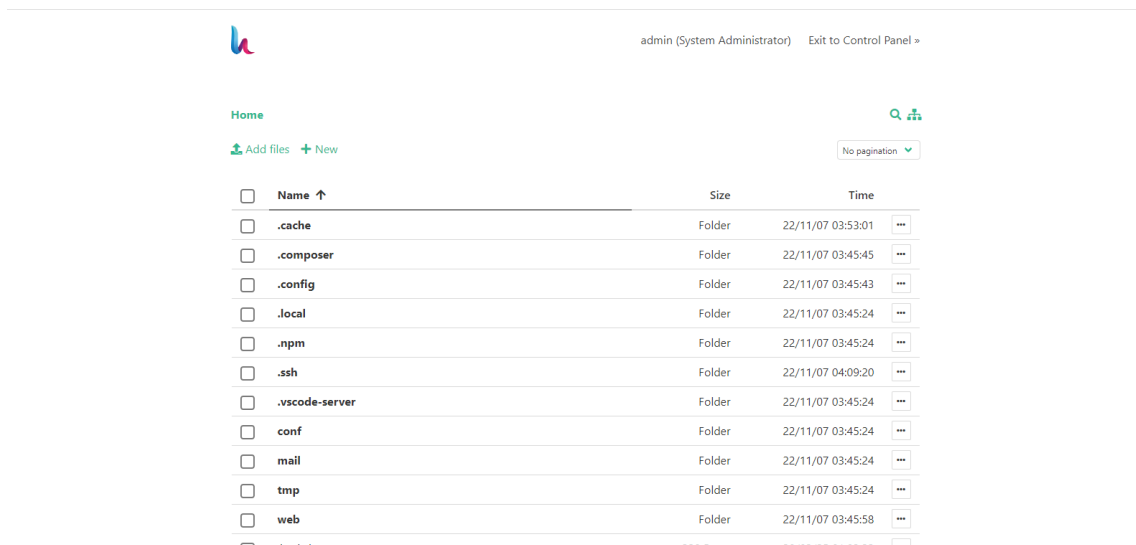 admin (System Administrator) Exit to Control Panel »
Home
Add files New
No pagination
Name Size Time
.cache Folder 22/11/07 03:53:01
.composer Folder 22/11/07 03:45:45
.config Folder 22/11/07 03:45:43
.local Folder 22/11/07 03:45:24
.npm Folder 22/11/07 03:45:24
.ssh Folder 22/11/07 04:09:20
.vscode-server Folder 22/11/07 03:45:24
conf Folder 22/11/07 03:45:24
mail Folder 22/11/07 03:45:24
tmp Folder 22/11/07 03:45:24
web Folder 22/11/07 03:45:58